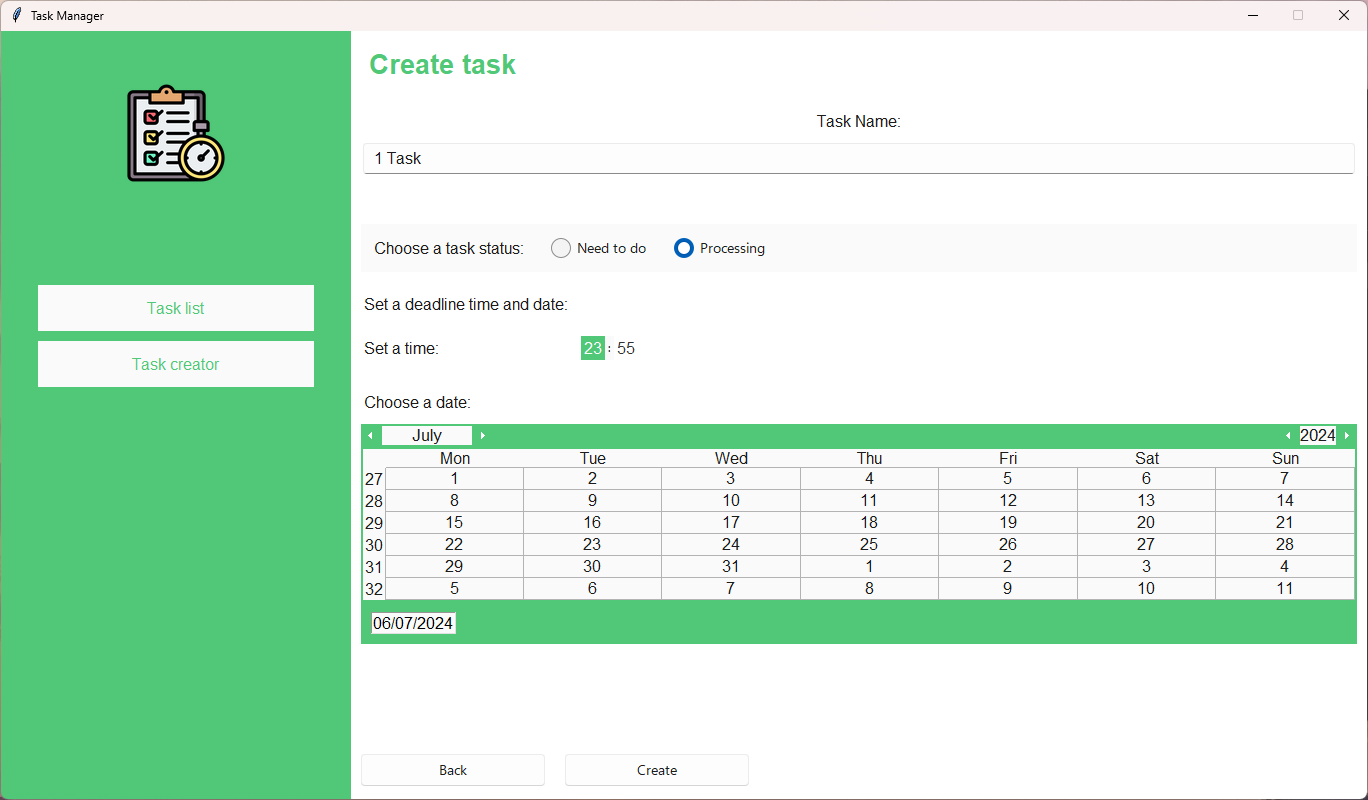 Task Manager
Create task
Task Name:
1 Task
Choose a task status: Need to do Processing
Task list
Set a deadline time and date:
Set a time: 23 : 55
Task creator
Choose a date:
July 2024
Mon Tue Wed Thu Fri Sat Sun
27 1 2 3 4 5 6 7
28 8 9 10 11 12 13 14
29 15 16 17 18 19 20 21
30 22 23 24 25 26 27 28
31 29 30 31 1 2 3 4
32 5 6 7 8 9 10 11
06/07/2024
Back Create